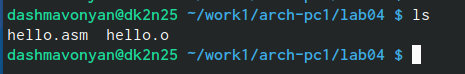 dashmavonyan@dk2n25 ~/work1/arch-pc1/lab04 $ ls
hello.asm  hello.o
dashmavonyan@dk2n25 ~/work1/arch-pc1/lab04 $